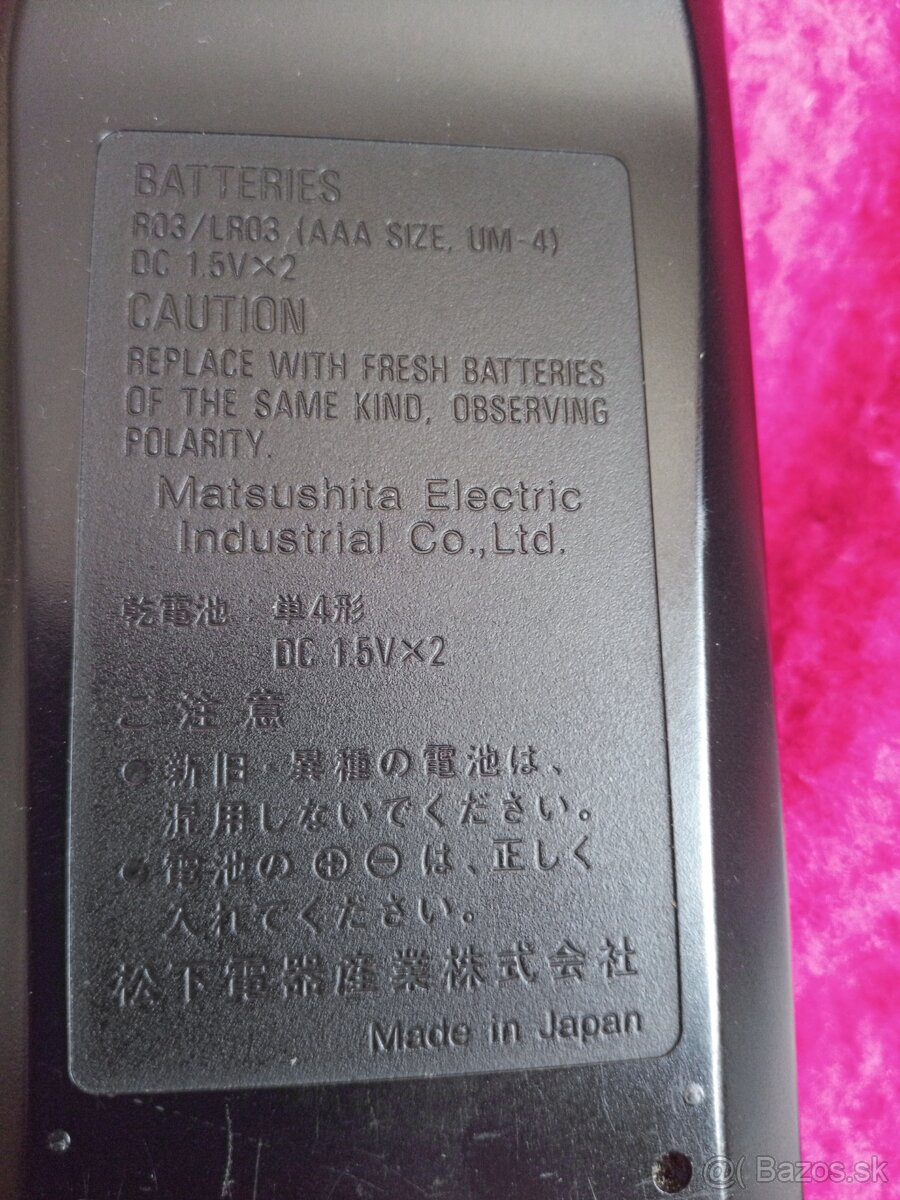 BATTERIES
R03/LR03 (AAA SIZE, UM-4)
DC 1.5V×2
CAUTION
REPLACE WITH FRESH BATTERIES
OF THE SAME KIND, OBSERVING
POLARITY.
Matsushita Electric
Industrial Co.,Ltd.
乾電池：単4形
DC 1.5V×2
ご注意
●新旧・異種の電池は、
混用しないでください。
●電池の⊕⊖は、正しく
入れてください。
松下電器産業株式会社
Made in Japan
@( Bazos.sk